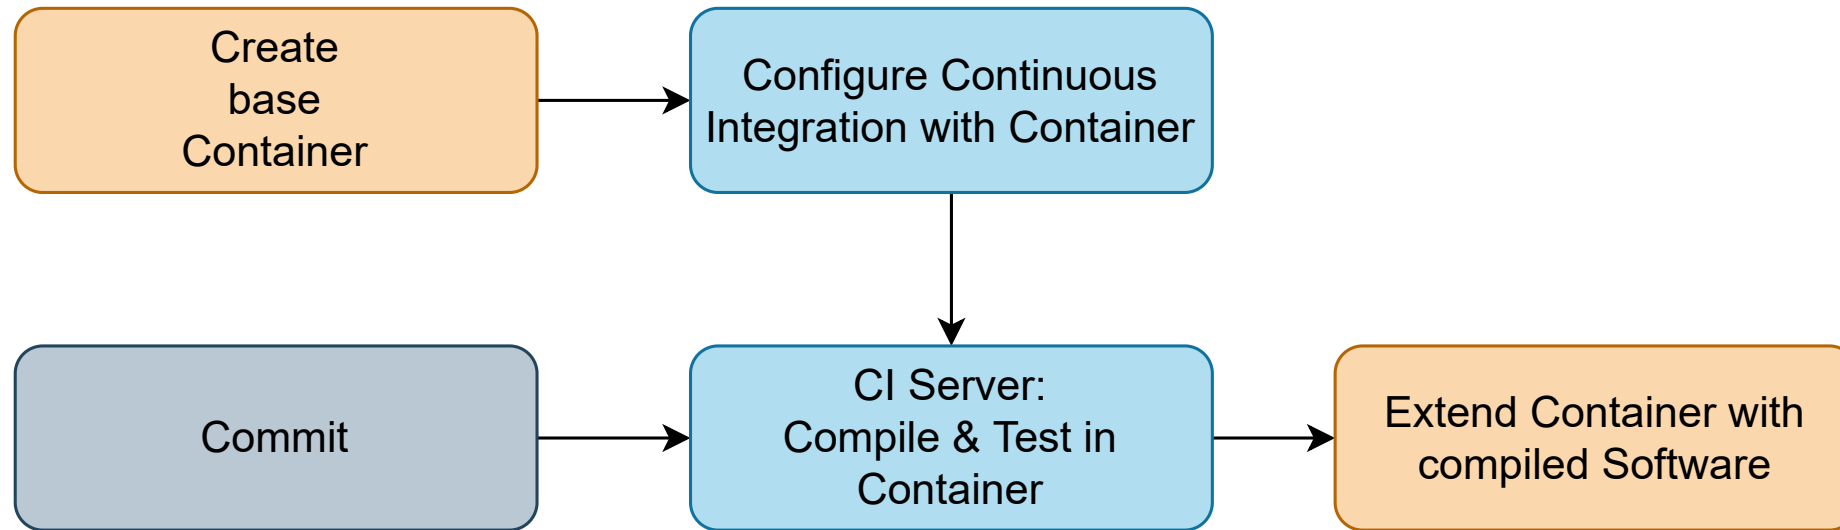 Create
base
Container
Configure Continuous
Integration with Container
Commit
CI Server:
Compile & Test in
Container
Extend Container with
compiled Software